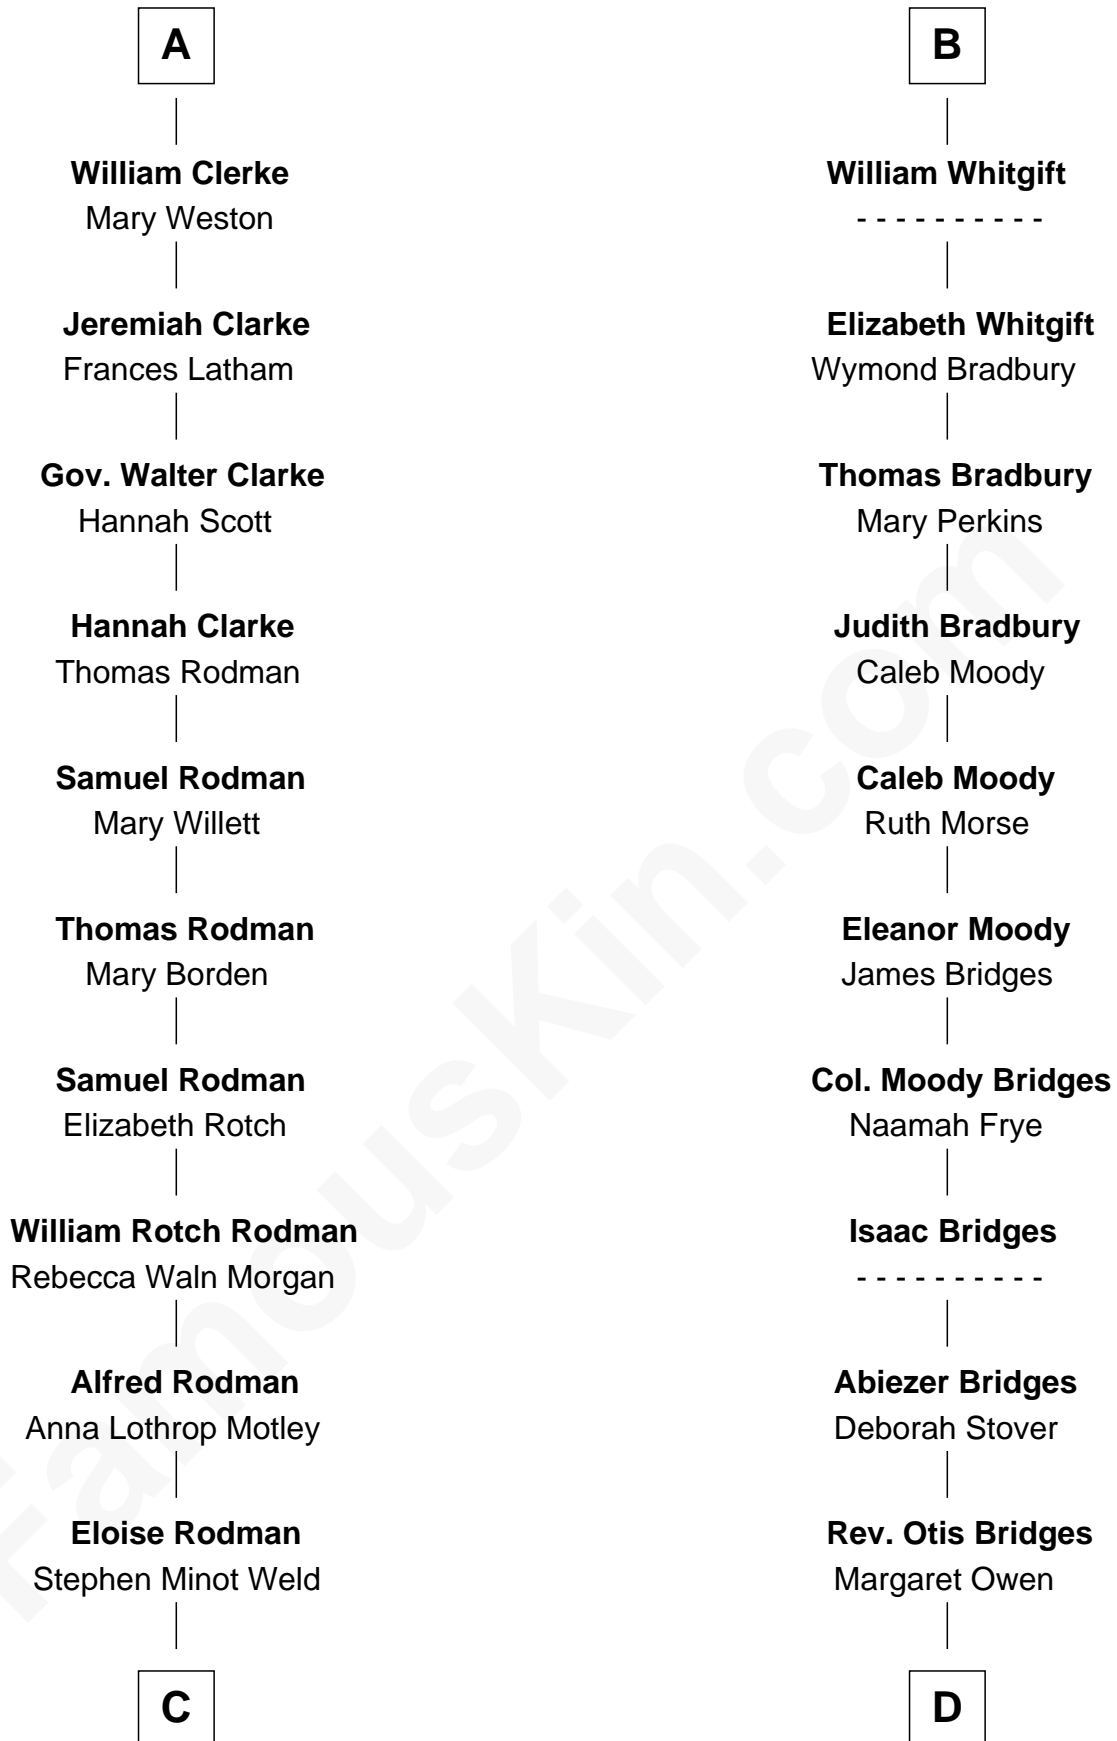 A
William Clerke
Mary Weston
Jeremiah Clarke
Frances Latham
Gov. Walter Clarke
Hannah Scott
Hannah Clarke
Thomas Rodman
Samuel Rodman
Mary Willett
Thomas Rodman
Mary Borden
Samuel Rodman
Elizabeth Rotch
William Rotch Rodman
Rebecca Waln Morgan
Alfred Rodman
Anna Lothrop Motley
Eloise Rodman
Stephen Minot Weld
C
B
William Whitgift
- - - - - - - - - -
Elizabeth Whitgift
Wymond Bradbury
Thomas Bradbury
Mary Perkins
Judith Bradbury
Caleb Moody
Caleb Moody
Ruth Morse
Eleanor Moody
James Bridges
Col. Moody Bridges
Naamah Frye
Isaac Bridges
- - - - - - - - - -
Abiezer Bridges
Deborah Stover
Rev. Otis Bridges
Margaret Owen
D
FamousKin.com